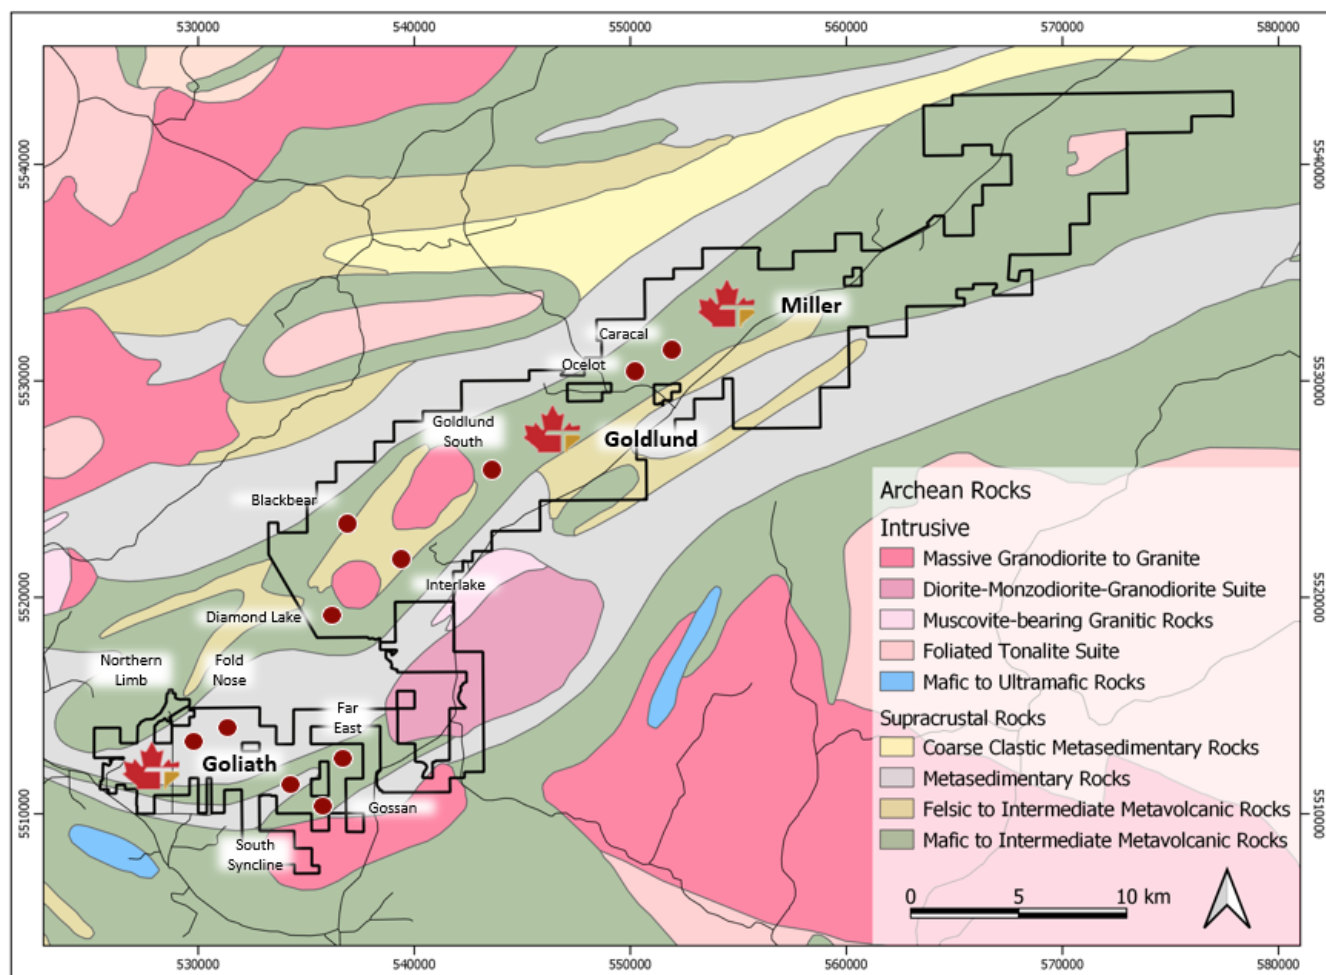 530000 540000 550000 560000 570000 580000
5540000 5540000
Miller
Caracal
Ocelot
5530000 5530000
Goldlund
South
Goldlund
Blackbear
Interlake
5520000 5520000
Diamond Lake
Northern
Limb
Fold
Nose
Far
East
Goliath
Gossan
5510000 5510000
South
Syncline
Archean Rocks
Intrusive
Massive Granodiorite to Granite
Diorite-Monzodiorite-Granodiorite Suite
Muscovite-bearing Granitic Rocks
Foliated Tonalite Suite
Mafic to Ultramafic Rocks
Supracrustal Rocks
Coarse Clastic Metasedimentary Rocks
Metasedimentary Rocks
Felsic to Intermediate Metavolcanic Rocks
Mafic to Intermediate Metavolcanic Rocks
0 5 10 km
530000 540000 550000 560000 570000 580000